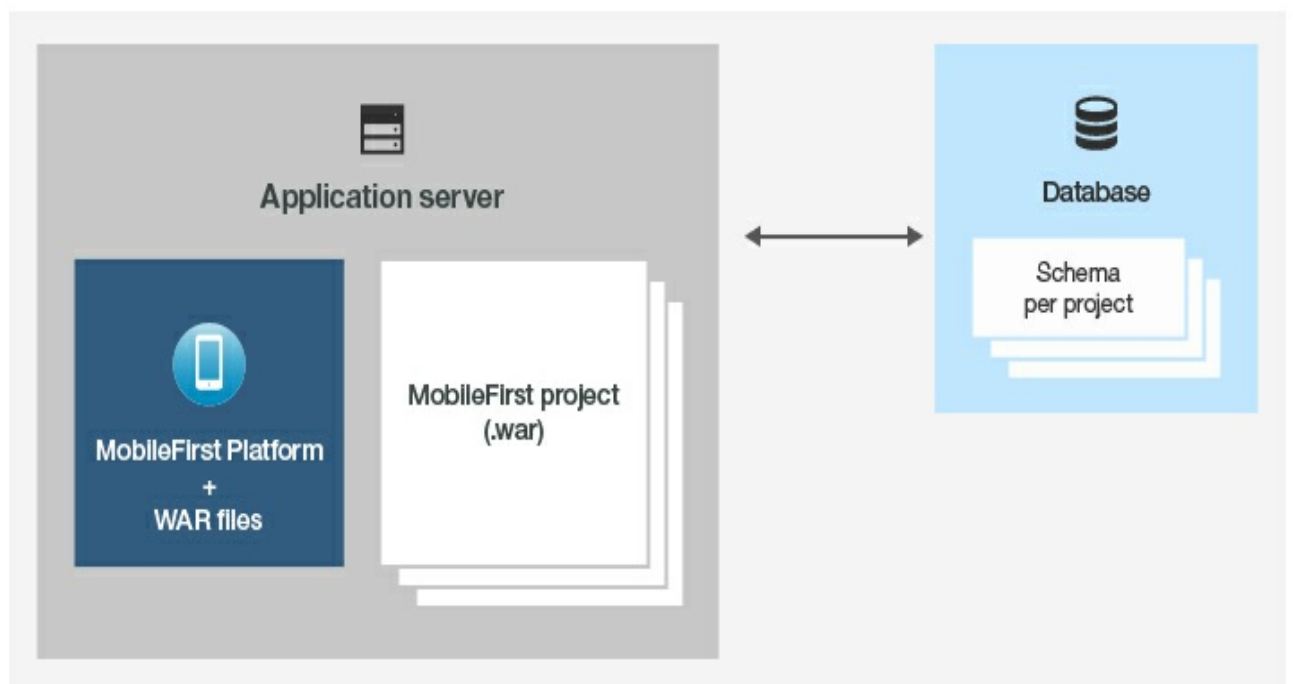 Application server
MobileFirst Platform
+
WAR files
MobileFirst project
(.war)
Database
Schema
per project